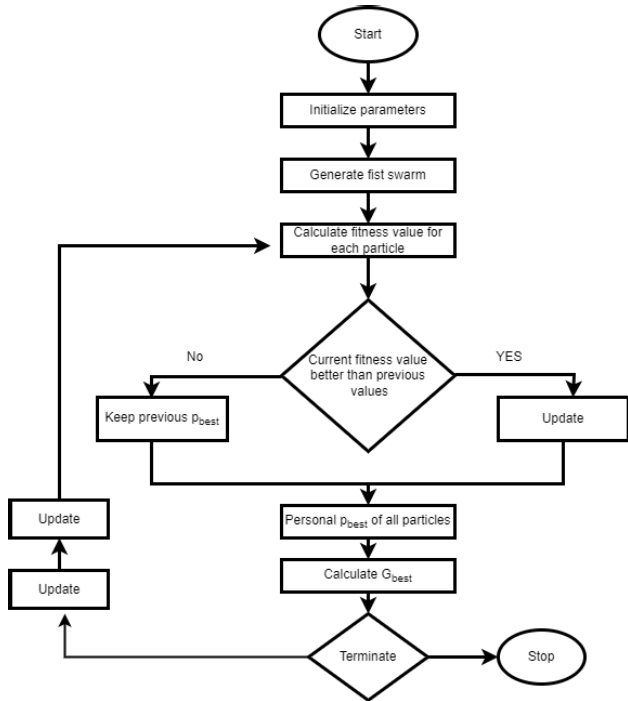 Start
Initialize parameters
Generate fist swarm
Calculate fitness value for
each particle
Current fitness value
better than previous
values
No
YES
Keep previous pbest
Update
Personal pbest of all particles
Calculate Gbest
Terminate
Stop
Update
Update